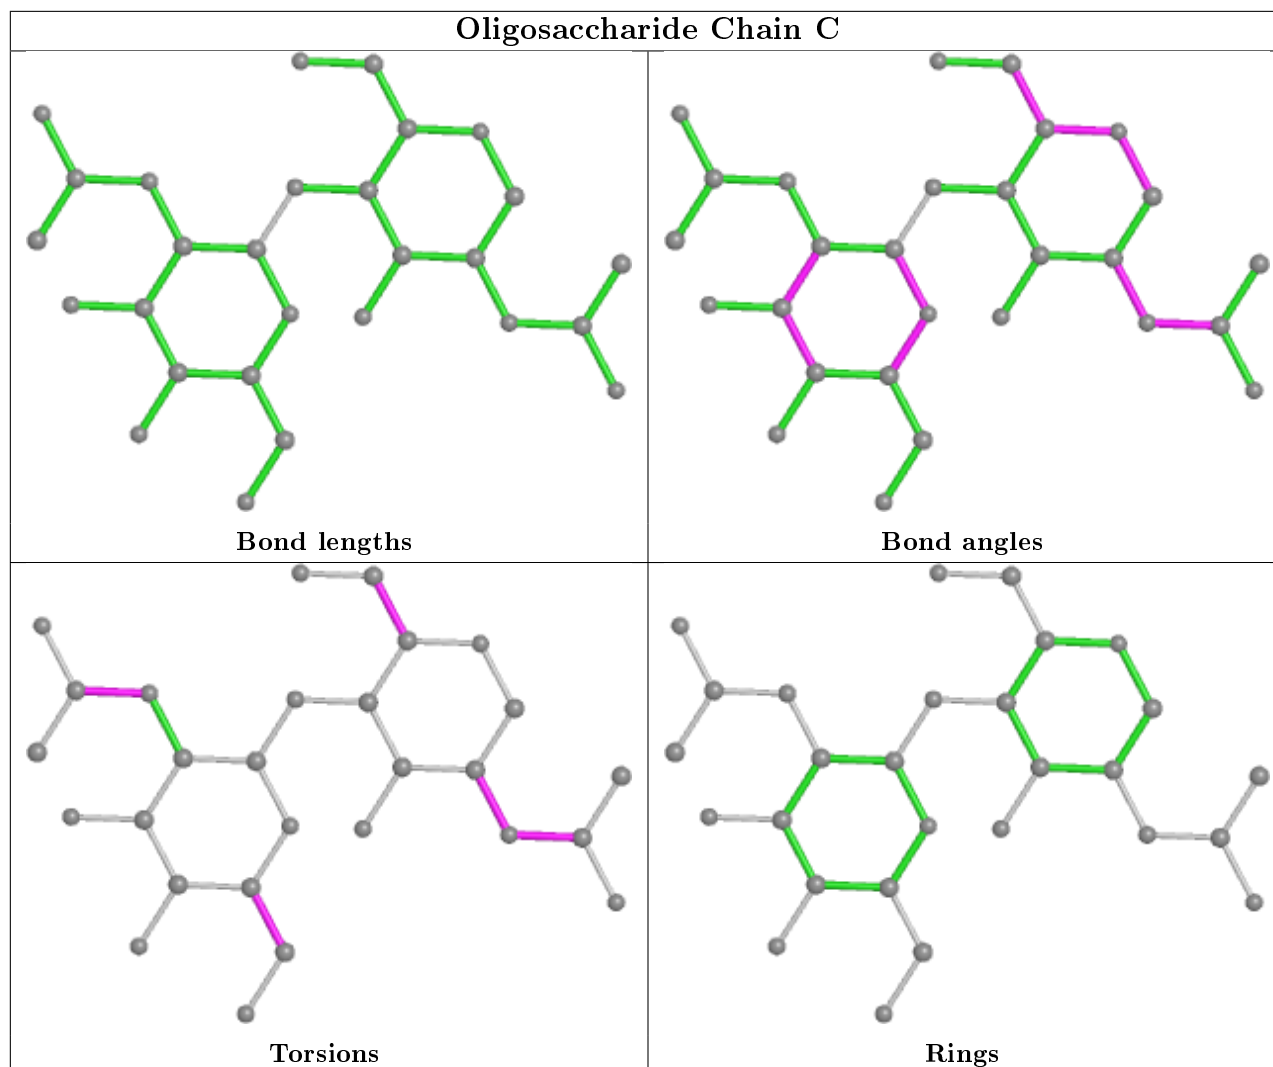 Oligosaccharide Chain C
Bond lengths
Bond angles
Torsions
Rings